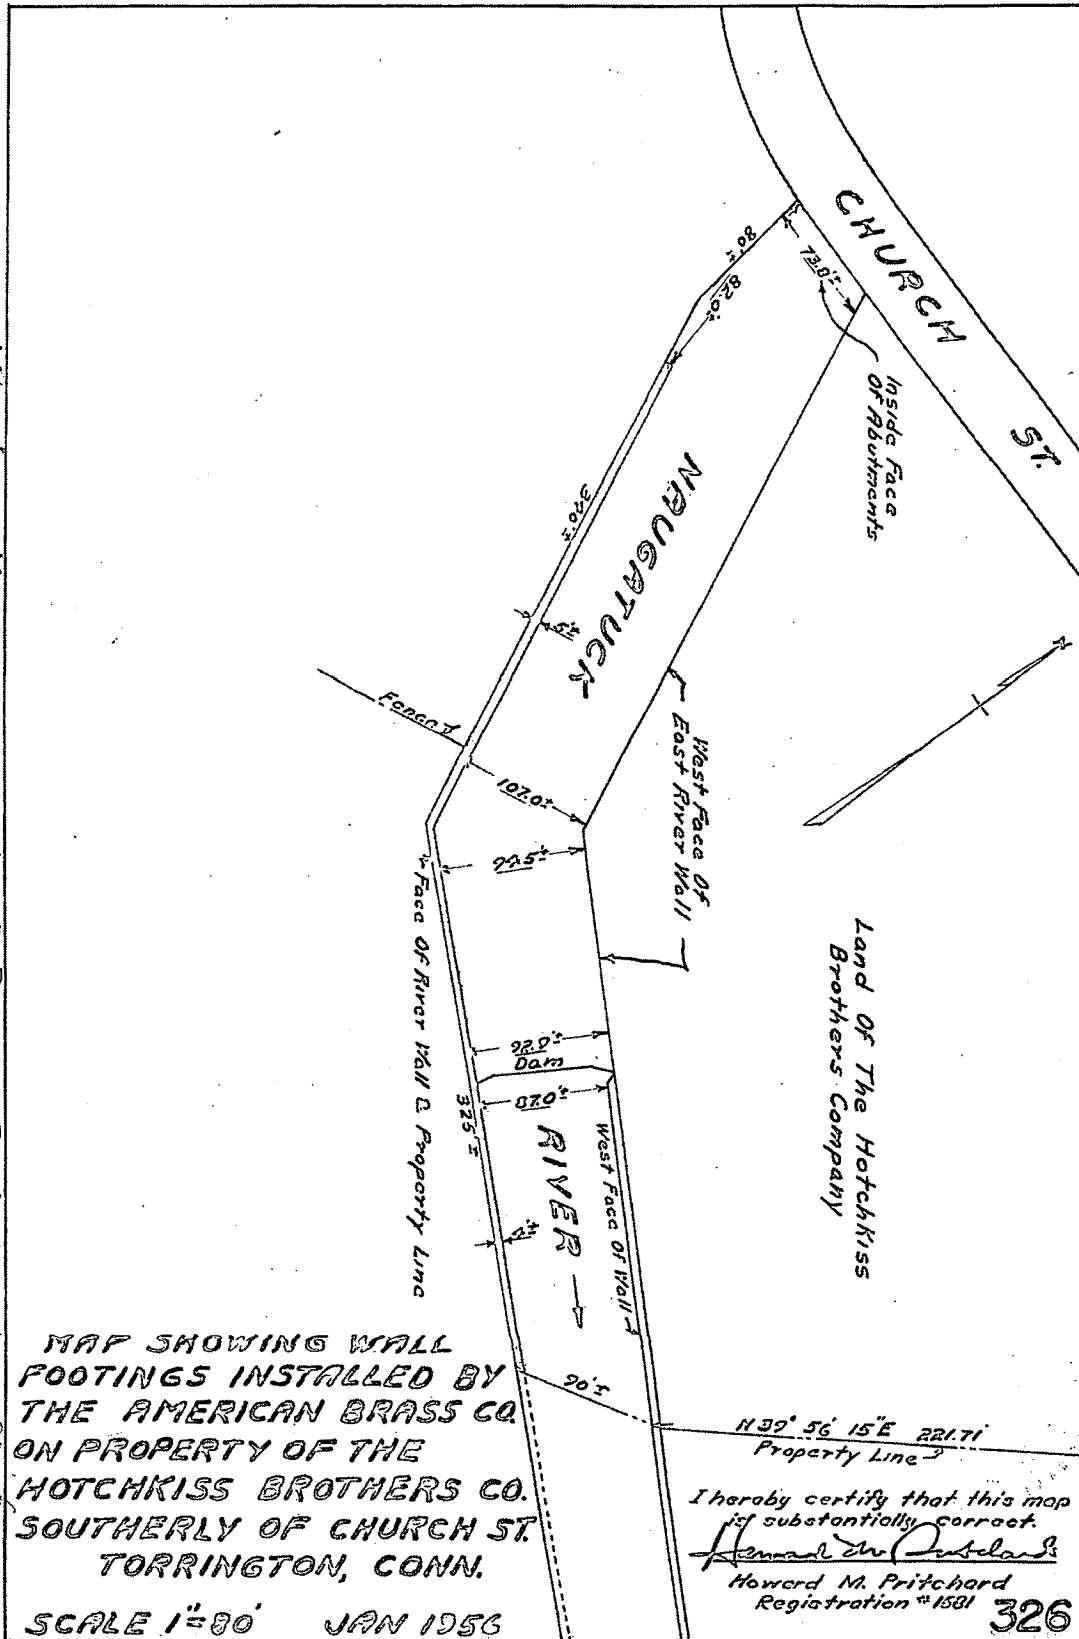 CHURCH ST.
80'±
73.8'±
82.0'±
Inside Face
Of Abutments
NAUGATUCK
370'±
5'±
West Face Of
East River Wall
Fence
107.0'±
99.5'±
Face Of River Wall & Property Line
Land Of The Hotchkiss
Brothers Company
92.9'±
Dam
87.0'±
325'±
RIVER
West Face Of Wall
90'±
N 39° 56' 15" E 221.71'
Property Line
MAP SHOWING WALL
FOOTINGS INSTALLED BY
THE AMERICAN BRASS CO.
ON PROPERTY OF THE
HOTCHKISS BROTHERS CO.
SOUTHERLY OF CHURCH ST.
TORRINGTON, CONN.
SCALE 1"=80' JAN 1956
I hereby certify that this map
is substantially correct.
Howard M. Pritchard
Registration #1581
326